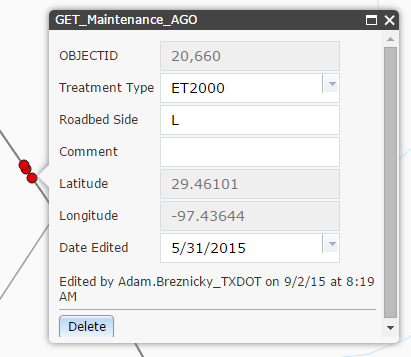 GET_Maintenance_AGO
OBJECTID 20,660
Treatment Type ET2000
Roadbed Side L
Comment
Latitude 29.46101
Longitude -97.43644
Date Edited 5/31/2015
Edited by Adam.Breznicky_TXDOT on 9/2/15 at 8:19
AM
Delete